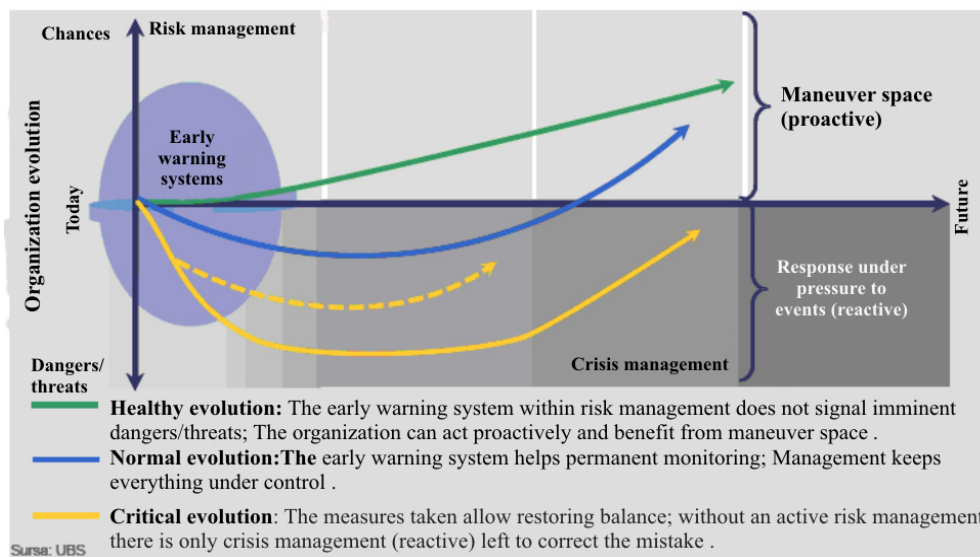 Chances
Risk management
Early
warning
systems
Maneuver space
(proactive)
Organization evolution
Today
Future
Response under
pressure to
events (reactive)
Crisis management
Dangers/
threats
Healthy evolution: The early warning system within risk management does not signal imminent
dangers/threats; The organization can act proactively and benefit from maneuver space .
Normal evolution:The early warning system helps permanent monitoring; Management keeps
everything under control .
Critical evolution: The measures taken allow restoring balance; without an active risk management
there is only crisis management (reactive) left to correct the mistake .
Sursa: UBS